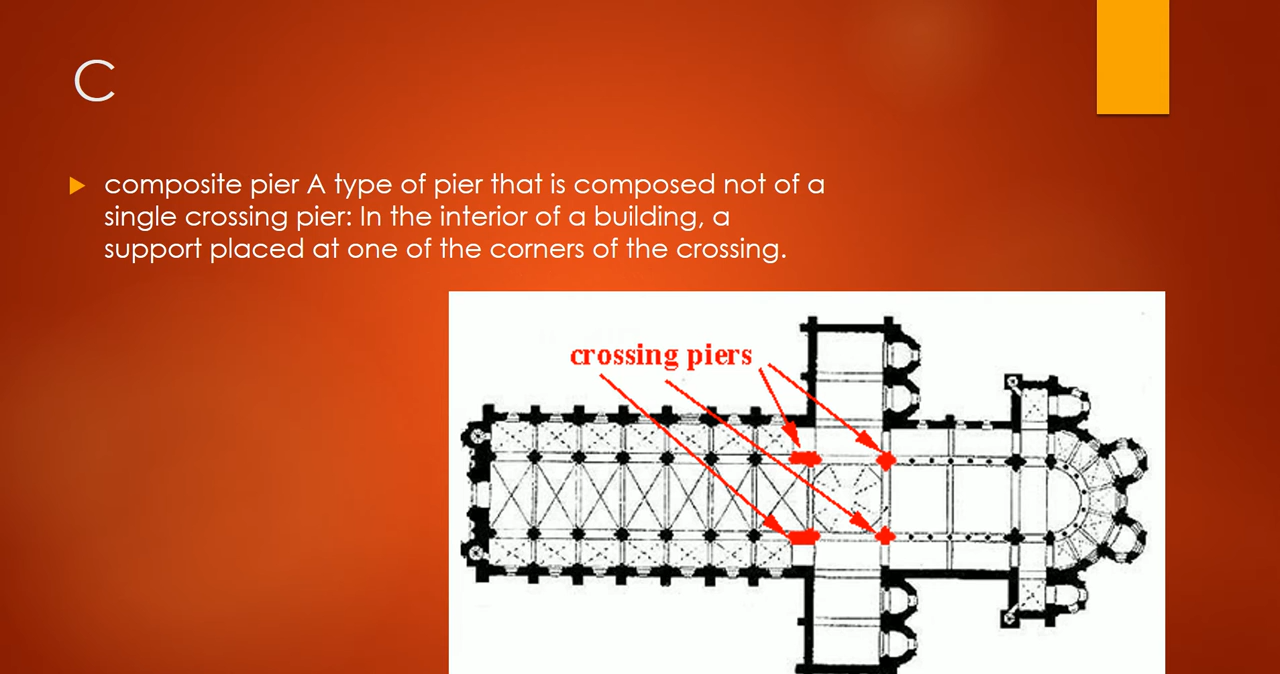 C
composite pier A type of pier that is composed not of a
single crossing pier: In the interior of a building, a
support placed at one of the corners of the crossing.
crossing piers